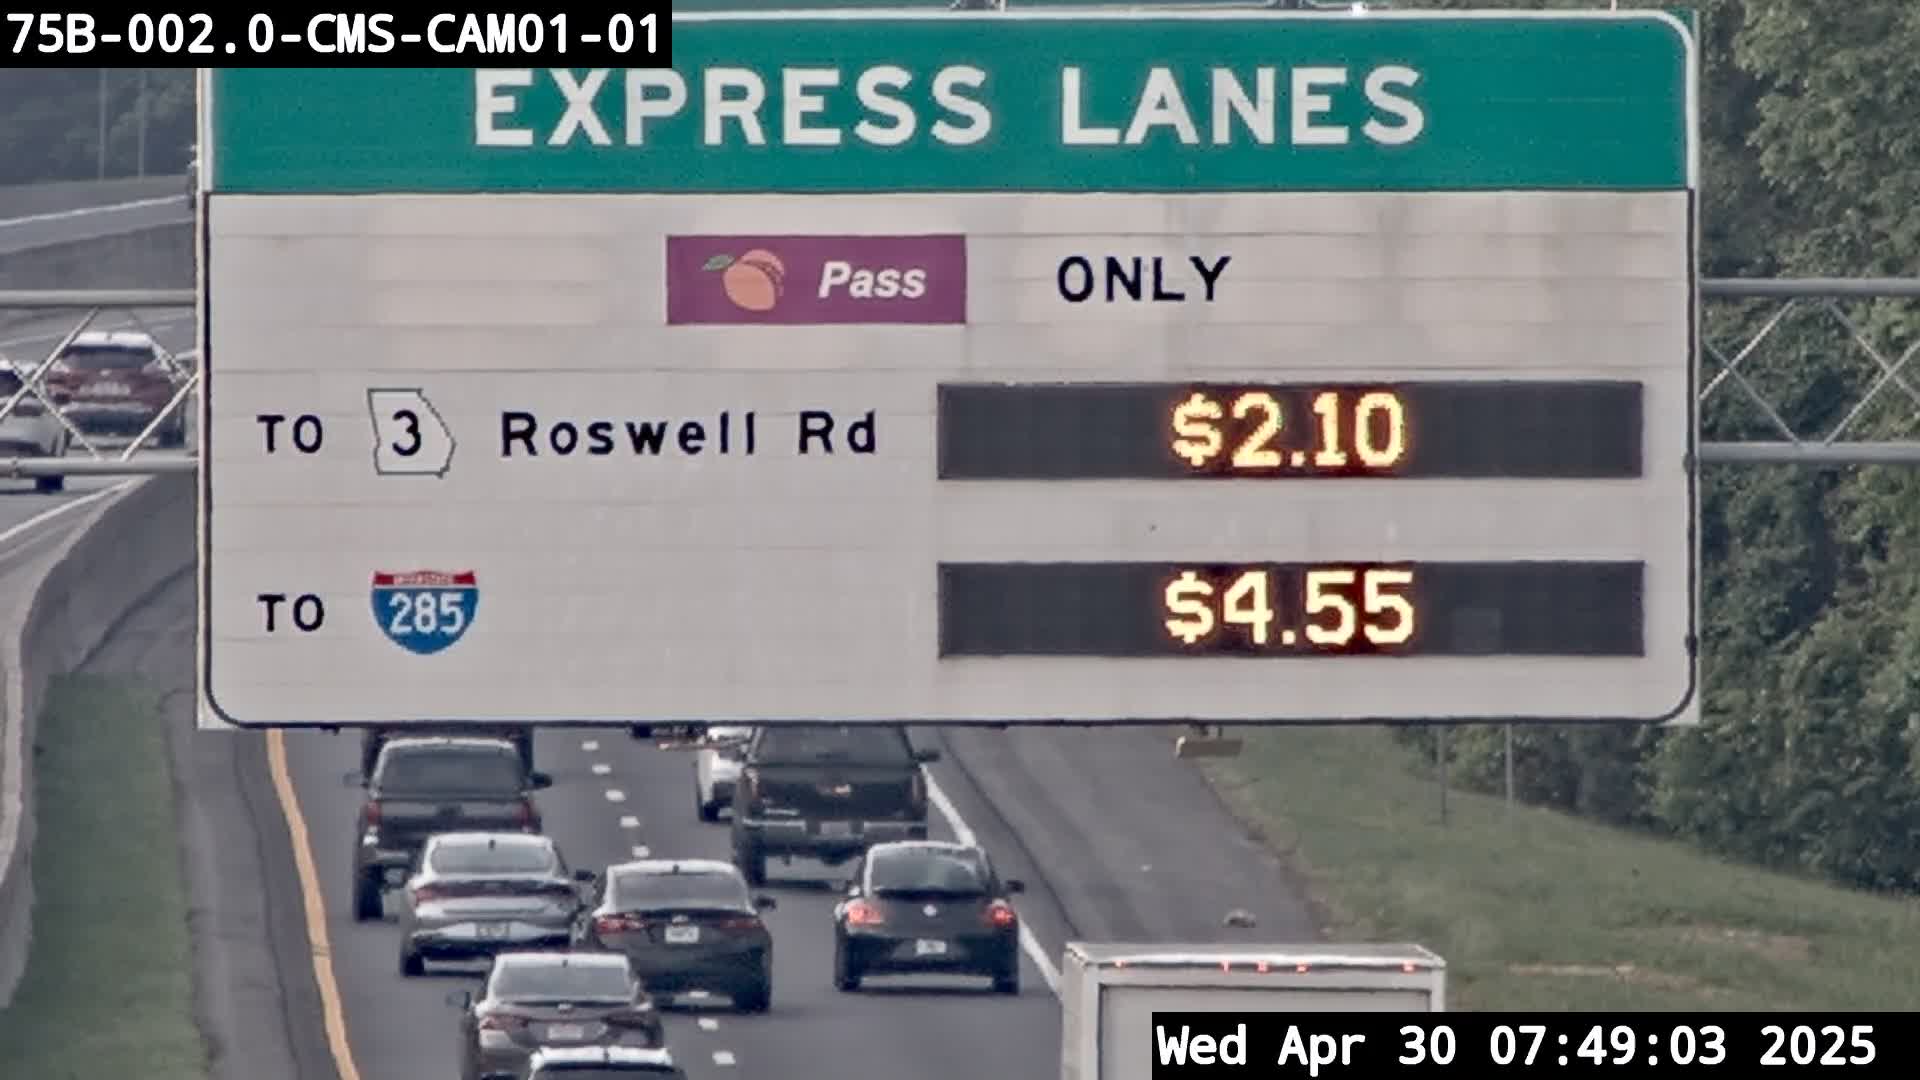 75B-002.0-CMS-CAM01-01
EXPRESS LANES
Pass ONLY
TO 3 Roswell Rd $2.10
TO INTERSTATE 285 $4.55
Wed Apr 30 07:49:03 2025